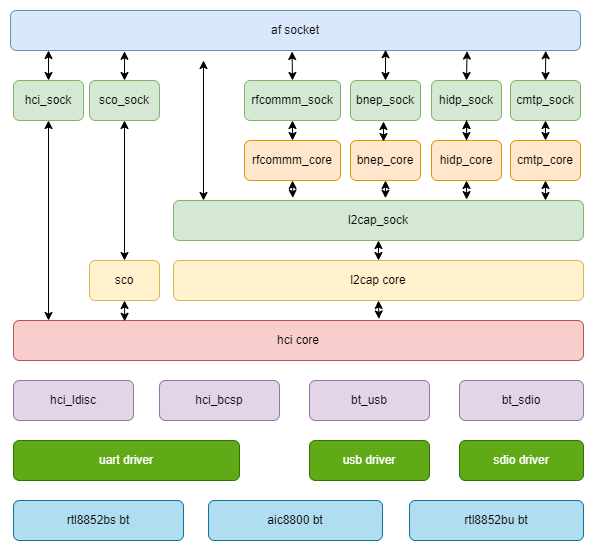 af socket
hci_sock
sco_sock
rfcommm_sock
bnep_sock
hidp_sock
cmtp_sock
rfcommm_core
bnep_core
hidp_core
cmtp_core
l2cap_sock
sco
l2cap core
hci core
hci_ldisc
hci_bcsp
bt_usb
bt_sdio
uart driver
usb driver
sdio driver
rtl8852bs bt
aic8800 bt
rtl8852bu bt